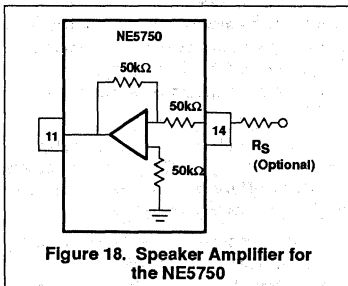 NE5750
50kΩ
50kΩ
11
14
RS
(Optional)
50kΩ
Figure 18. Speaker Amplifier for
the NE5750